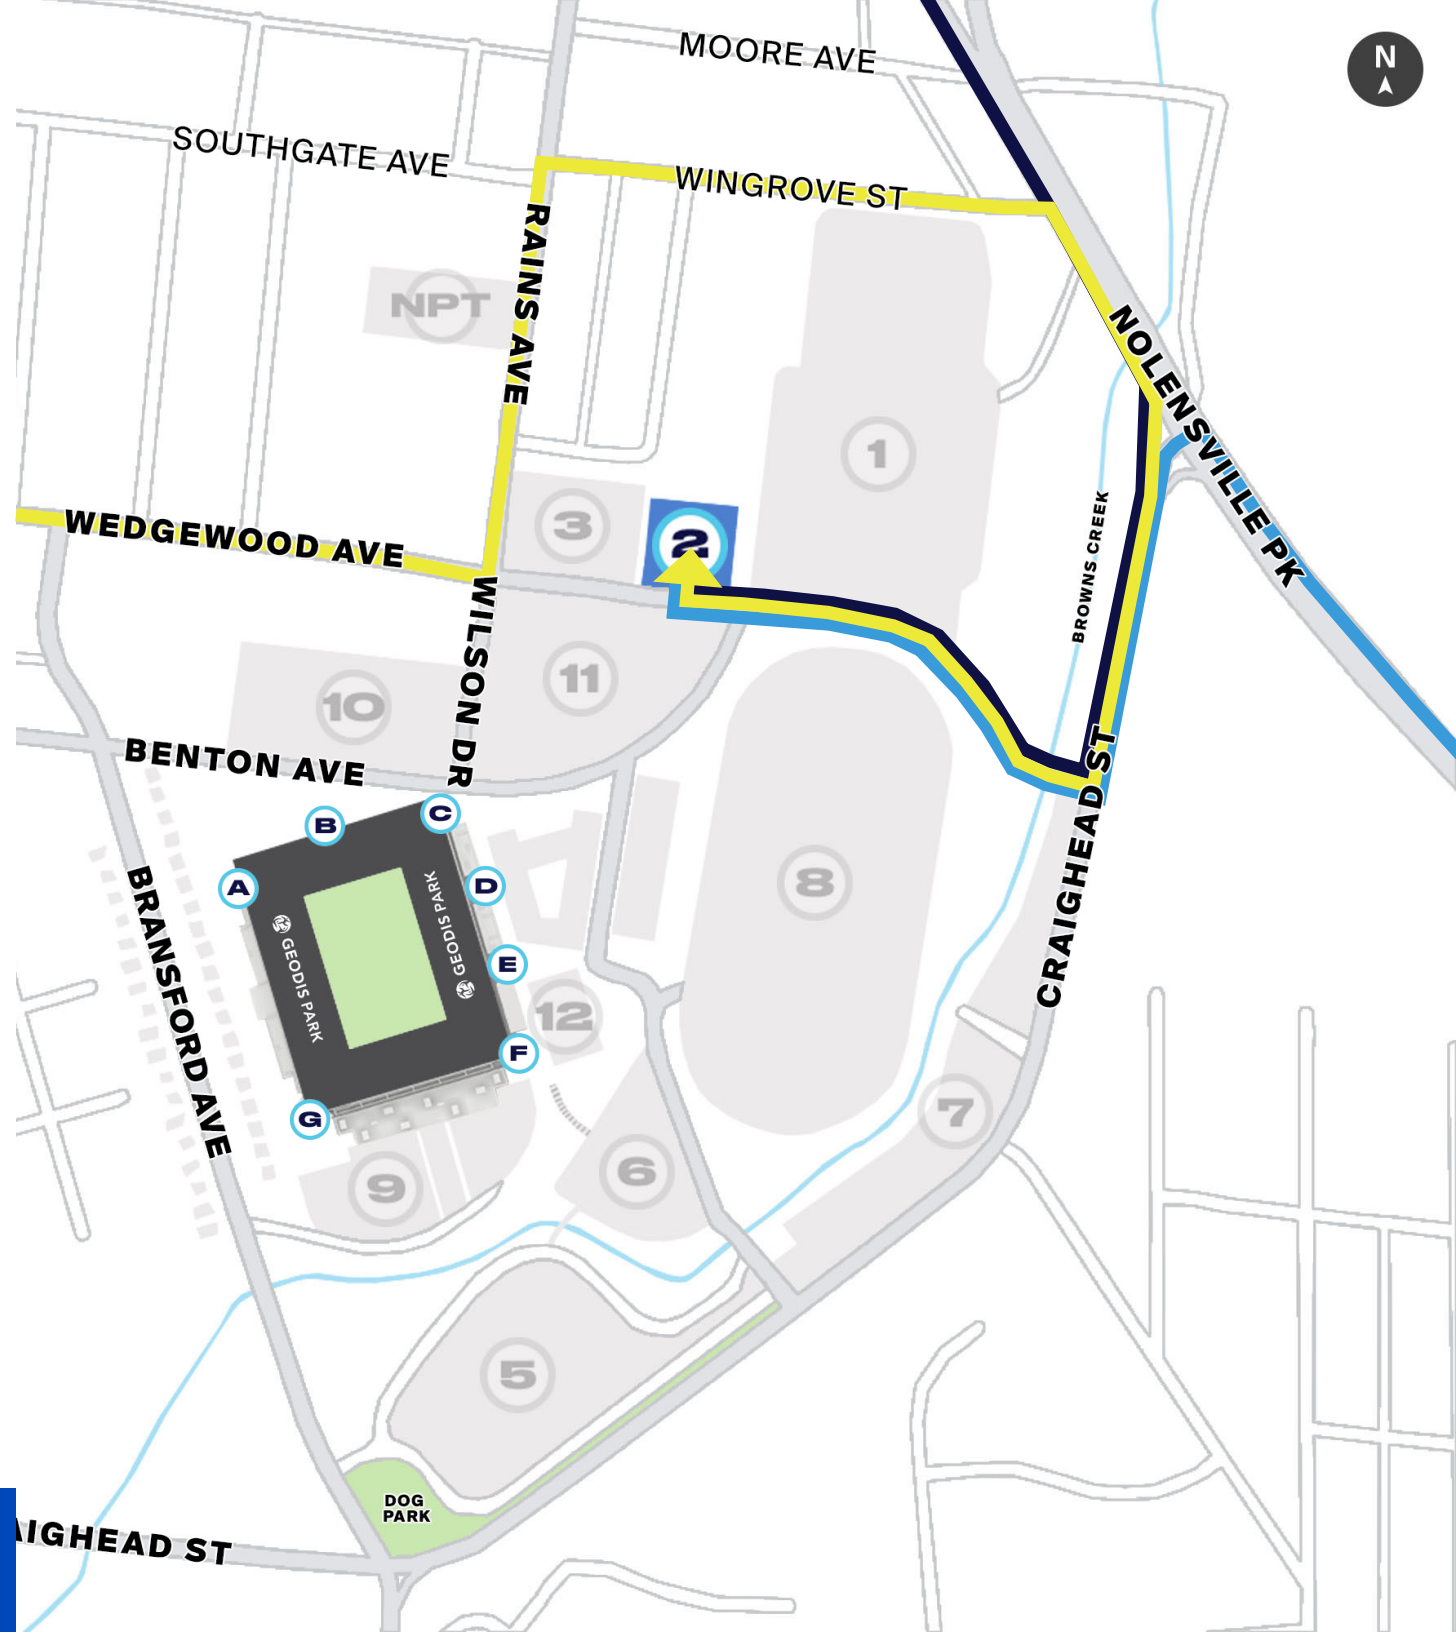 MOORE AVE
N
SOUTHGATE AVE
WINGROVE ST
RAINS AVE
NPT
NOLENSVILLE PK
1
3
2
WEDGEWOOD AVE
BROWNS CREEK
WILSON DR
11
10
BENTON AVE
CRAIGHEAD ST
B
C
A
D
8
GEODIS PARK
GEODIS PARK
BRANSFORD AVE
E
12
F
G
7
6
9
5
DOG
PARK
AIGHEAD ST